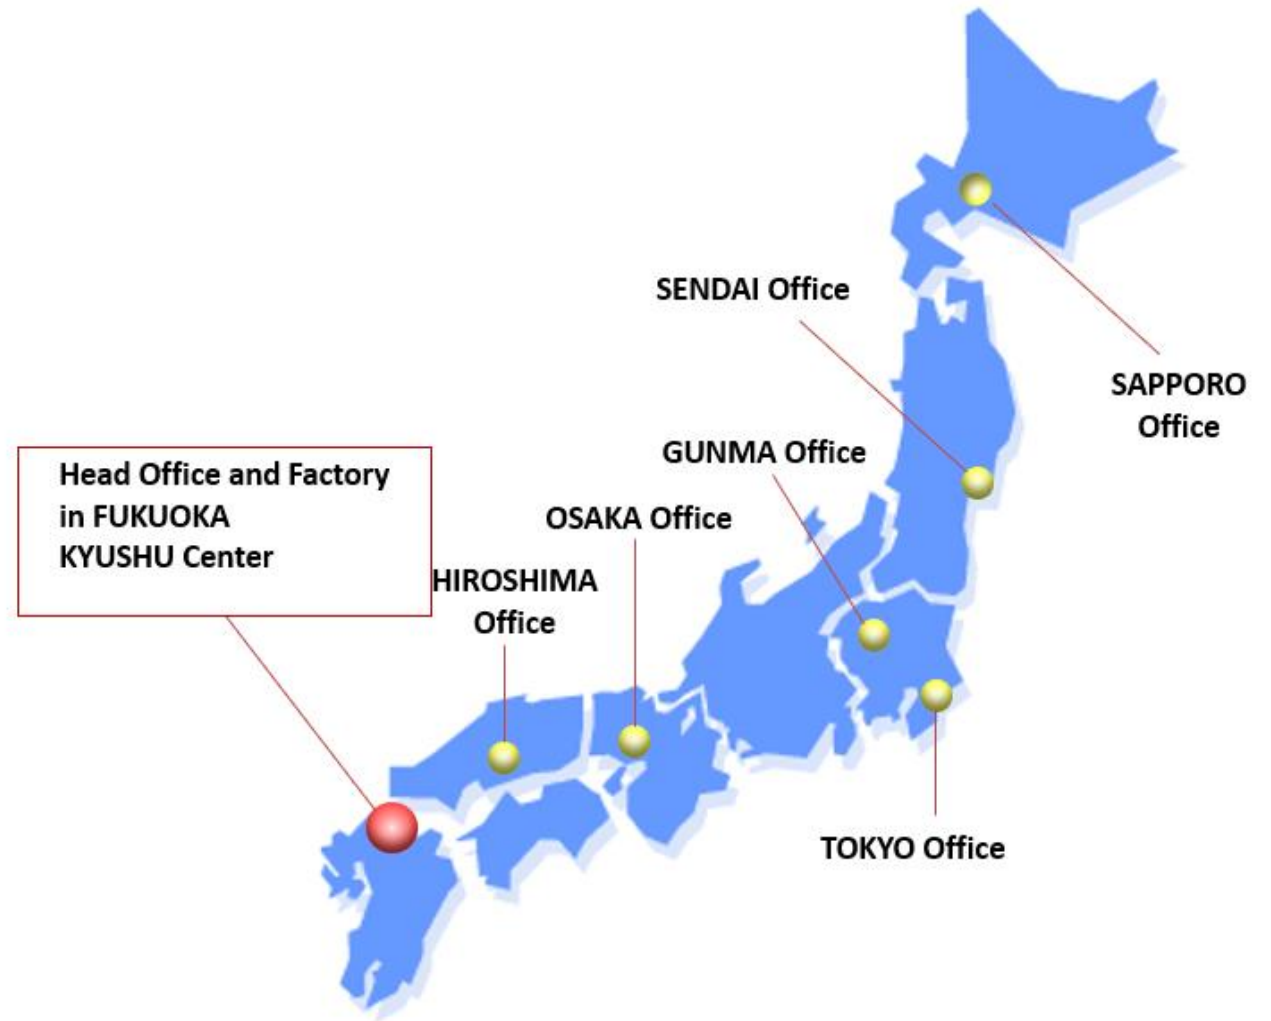 SENDAI Office
SAPPORO
Office
GUNMA Office
Head Office and Factory
in FUKUOKA
KYUSHU Center
OSAKA Office
HIROSHIMA
Office
TOKYO Office